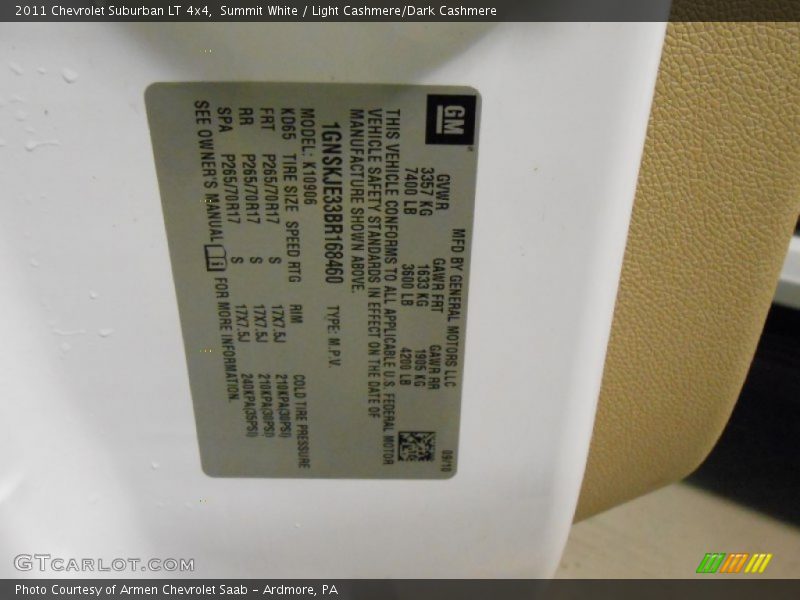 2011 Chevrolet Suburban LT 4x4,  Summit White / Light Cashmere/Dark Cashmere
GM
MFD BY GENERAL MOTORS LLC 09/10
GVWR GAWR FRT GAWR RR
3357 KG 1633 KG 1905 KG
7400 LB 3600 LB 4200 LB
THIS VEHICLE CONFORMS TO ALL APPLICABLE U.S. FEDERAL MOTOR
VEHICLE SAFETY STANDARDS IN EFFECT ON THE DATE OF
MANUFACTURE SHOWN ABOVE.
1GNSKJE33BR168460 TYPE: M.P.V.
MODEL: K10906
KD65 TIRE SIZE SPEED RTG RIM COLD TIRE PRESSURE
FRT P265/70R17 S 17X7.5J 210KPA(30PSI)
RR P265/70R17 S 17X7.5J 210KPA(30PSI)
SPA P265/70R17 S 17X7.5J 240KPA(35PSI)
SEE OWNER'S MANUAL FOR MORE INFORMATION.
GTCARLOT.COM
Photo Courtesy of Armen Chevrolet Saab - Ardmore, PA